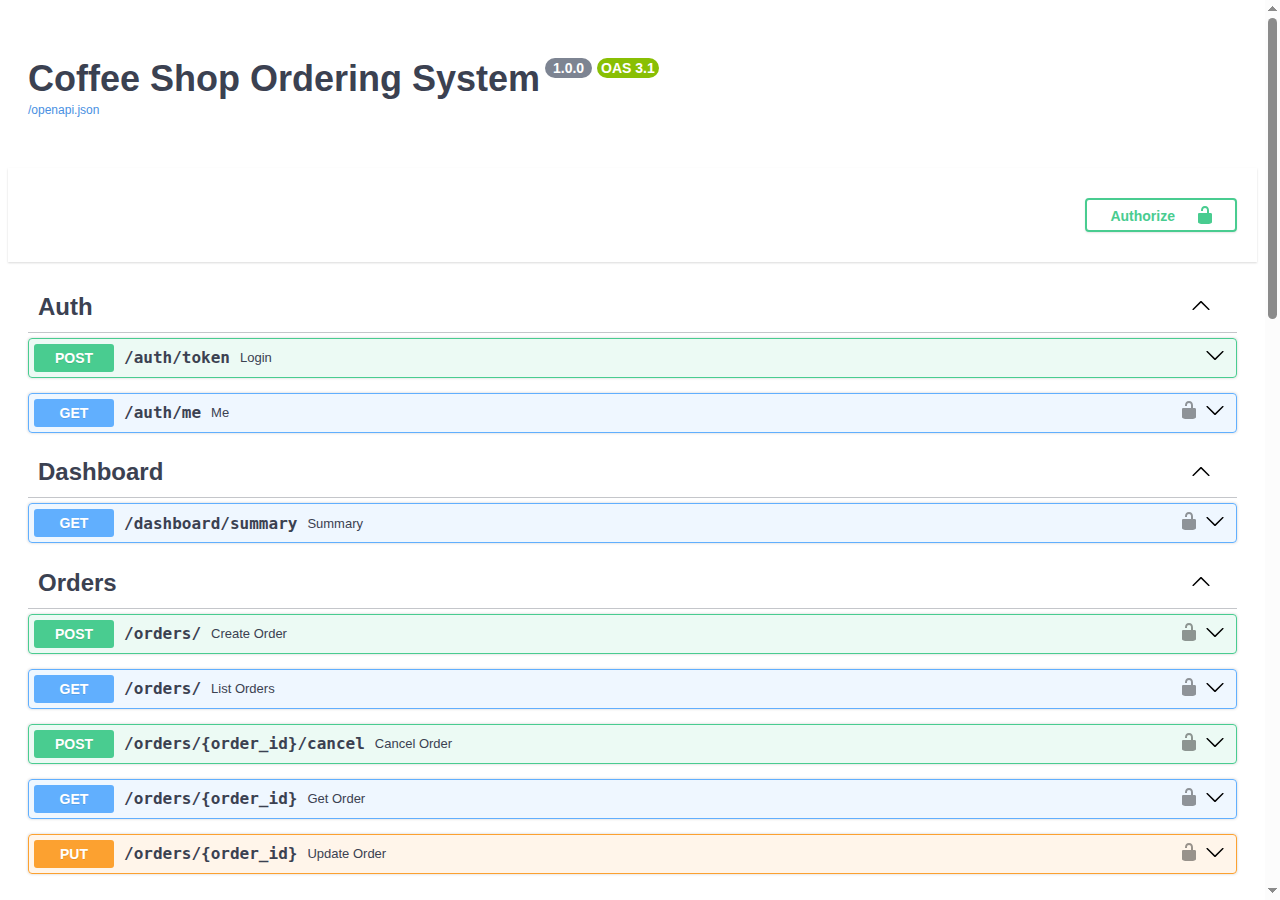 Coffee Shop Ordering System 1.0.0 OAS 3.1
/openapi.json
Authorize
Auth
POST /auth/token Login
GET /auth/me Me
Dashboard
GET /dashboard/summary Summary
Orders
POST /orders/ Create Order
GET /orders/ List Orders
POST /orders/{order_id}/cancel Cancel Order
GET /orders/{order_id} Get Order
PUT /orders/{order_id} Update Order